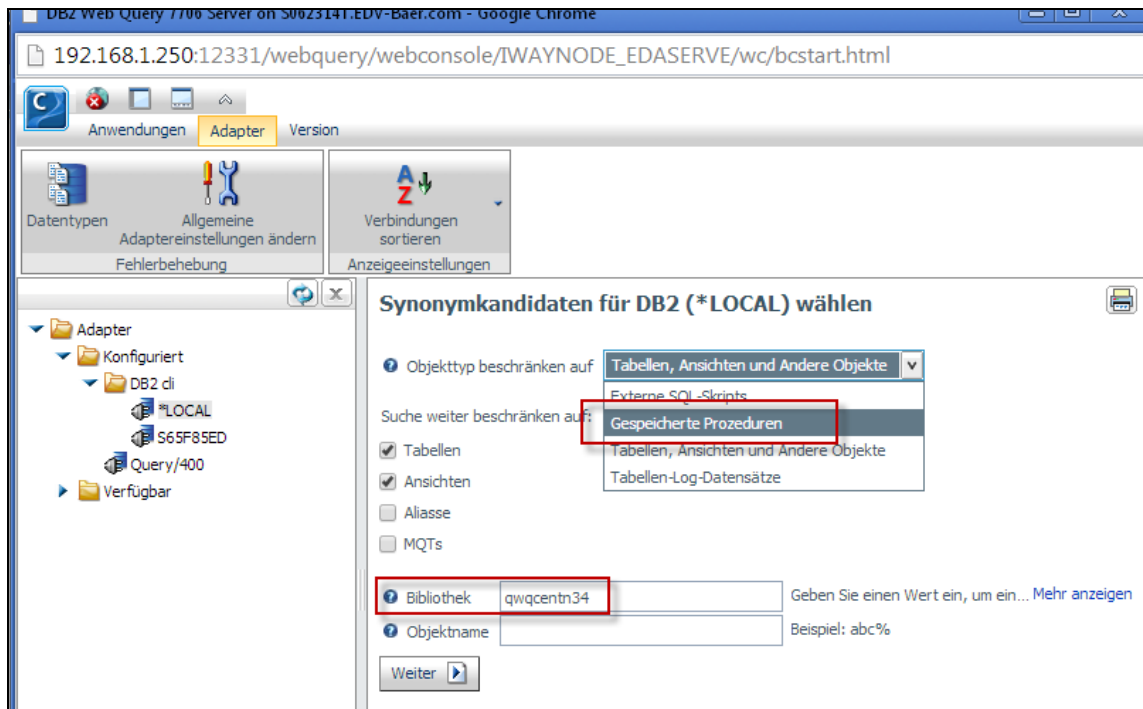 DB2 Web Query 7706 Server on S062314T.EDV-Baer.com - Google Chrome
192.168.1.250:12331/webquery/webconsole/IWAYNODE_EDASERVE/wc/bcstart.html
Anwendungen Adapter Version
Datentypen
Allgemeine
Adaptereinstellungen ändern
Verbindungen
sortieren
Fehlerbehebung
Anzeigeeinstellungen
Adapter
Konfiguriert
DB2 cli
*LOCAL
S65F85ED
Query/400
Verfügbar
Synonymkandidaten für DB2 (*LOCAL) wählen
Objekttyp beschränken auf Tabellen, Ansichten und Andere Objekte
Externe SQL-Skripts
Gespeicherte Prozeduren
Tabellen, Ansichten und Andere Objekte
Tabellen-Log-Datensätze
Suche weiter beschränken auf:
Tabellen
Ansichten
Aliasse
MQTs
Bibliothek qwqcentn34 Geben Sie einen Wert ein, um ein... Mehr anzeigen
Objektname Beispiel: abc%
Weiter